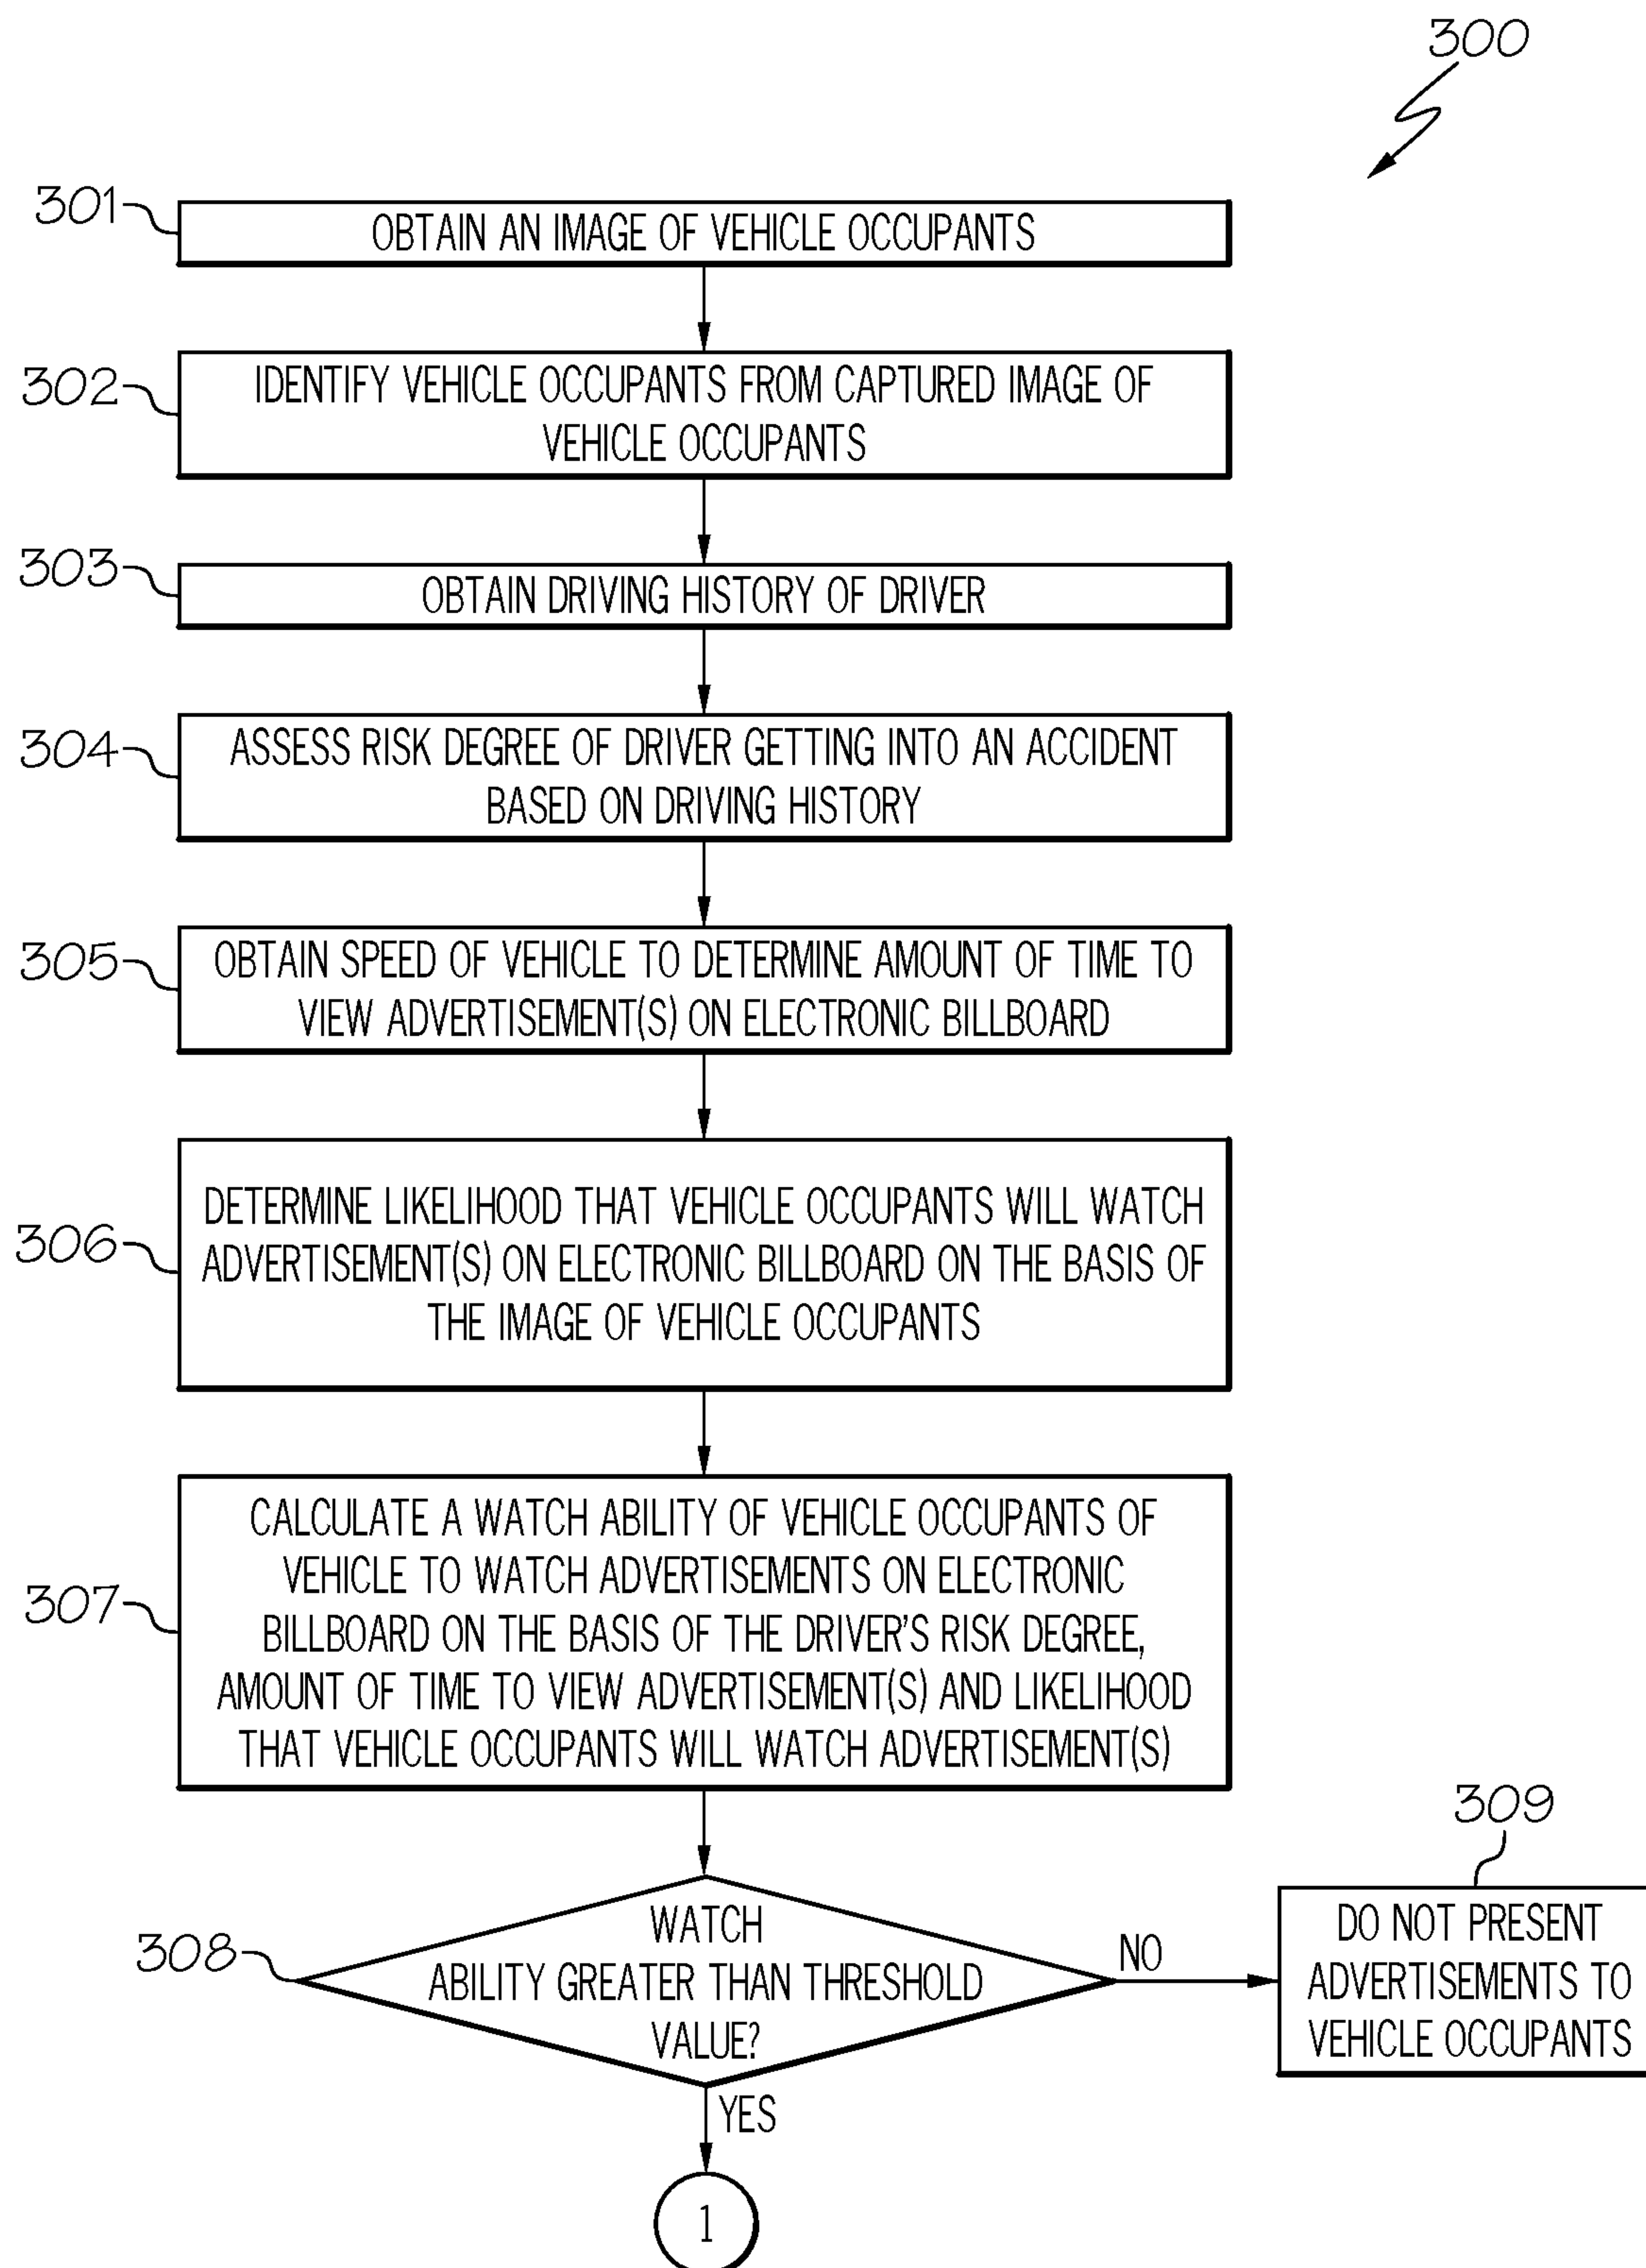 300
301
OBTAIN AN IMAGE OF VEHICLE OCCUPANTS
302
IDENTIFY VEHICLE OCCUPANTS FROM CAPTURED IMAGE OF
VEHICLE OCCUPANTS
303
OBTAIN DRIVING HISTORY OF DRIVER
304
ASSESS RISK DEGREE OF DRIVER GETTING INTO AN ACCIDENT
BASED ON DRIVING HISTORY
305
OBTAIN SPEED OF VEHICLE TO DETERMINE AMOUNT OF TIME TO
VIEW ADVERTISEMENT(S) ON ELECTRONIC BILLBOARD
306
DETERMINE LIKELIHOOD THAT VEHICLE OCCUPANTS WILL WATCH
ADVERTISEMENT(S) ON ELECTRONIC BILLBOARD ON THE BASIS OF
THE IMAGE OF VEHICLE OCCUPANTS
307
CALCULATE A WATCH ABILITY OF VEHICLE OCCUPANTS OF
VEHICLE TO WATCH ADVERTISEMENTS ON ELECTRONIC
BILLBOARD ON THE BASIS OF THE DRIVER'S RISK DEGREE,
AMOUNT OF TIME TO VIEW ADVERTISEMENT(S) AND LIKELIHOOD
THAT VEHICLE OCCUPANTS WILL WATCH ADVERTISEMENT(S)
308
WATCH
ABILITY GREATER THAN THRESHOLD
VALUE?
NO
309
DO NOT PRESENT
ADVERTISEMENTS TO
VEHICLE OCCUPANTS
YES
1